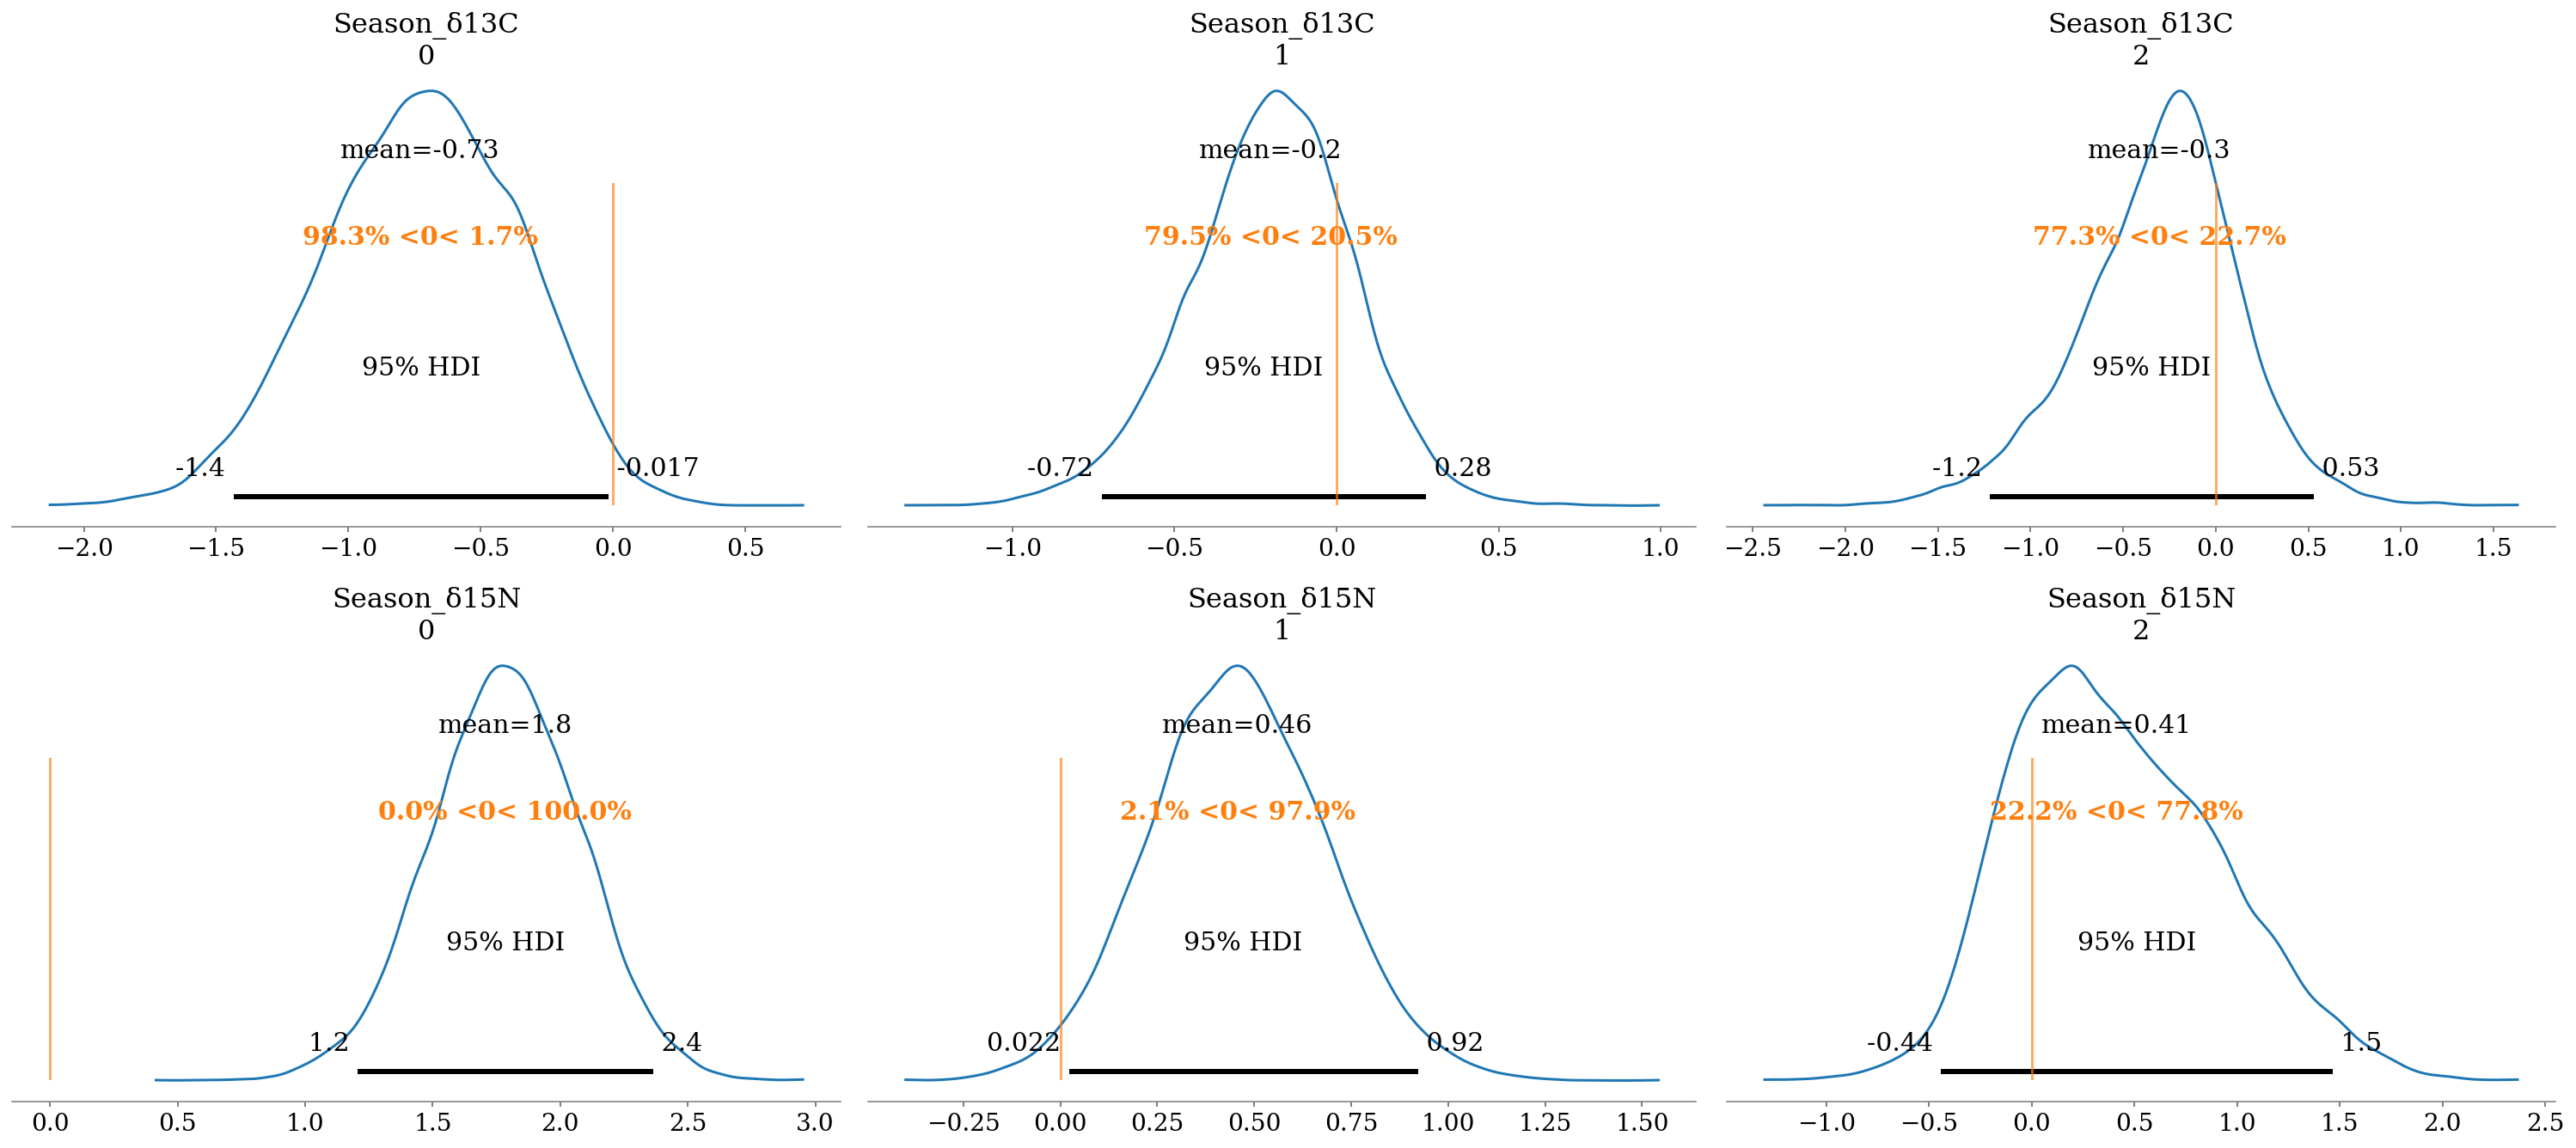 Season_δ13C
0
mean=-0.73
98.3% <0< 1.7%
95% HDI
-1.4
-0.017
−2.0 −1.5 −1.0 −0.5 0.0 0.5
Season_δ13C
1
mean=-0.2
79.5% <0< 20.5%
95% HDI
-0.72
0.28
−1.0 −0.5 0.0 0.5 1.0
Season_δ13C
2
mean=-0.3
77.3% <0< 22.7%
95% HDI
-1.2
0.53
−2.5 −2.0 −1.5 −1.0 −0.5 0.0 0.5 1.0 1.5
Season_δ15N
0
mean=1.8
0.0% <0< 100.0%
95% HDI
1.2
2.4
0.0 0.5 1.0 1.5 2.0 2.5 3.0
Season_δ15N
1
mean=0.46
2.1% <0< 97.9%
95% HDI
0.022
0.92
−0.25 0.00 0.25 0.50 0.75 1.00 1.25 1.50
Season_δ15N
2
mean=0.41
22.2% <0< 77.8%
95% HDI
-0.44
1.5
−1.0 −0.5 0.0 0.5 1.0 1.5 2.0 2.5